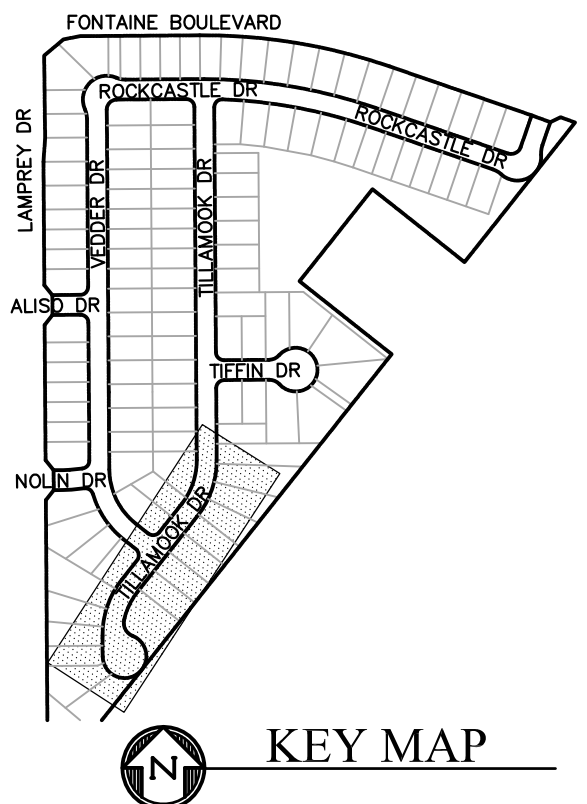 FONTAINE BOULEVARD
ROCKCASTLE DR
ROCKCASTLE DR
LAMPREY DR
VEDDER DR
TILLAMOOK DR
ALISO DR
TIFFIN DR
NOLIN DR
TILLAMOOK DR
KEY MAP
N